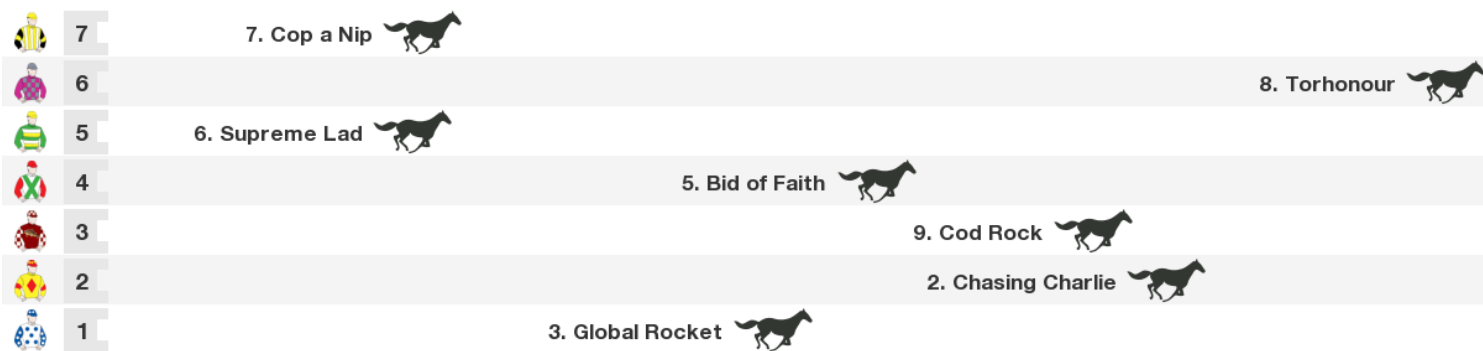 7 7. Cop a Nip
6 8. Torhonour
5 6. Supreme Lad
4 5. Bid of Faith
3 9. Cod Rock
2 2. Chasing Charlie
1 3. Global Rocket